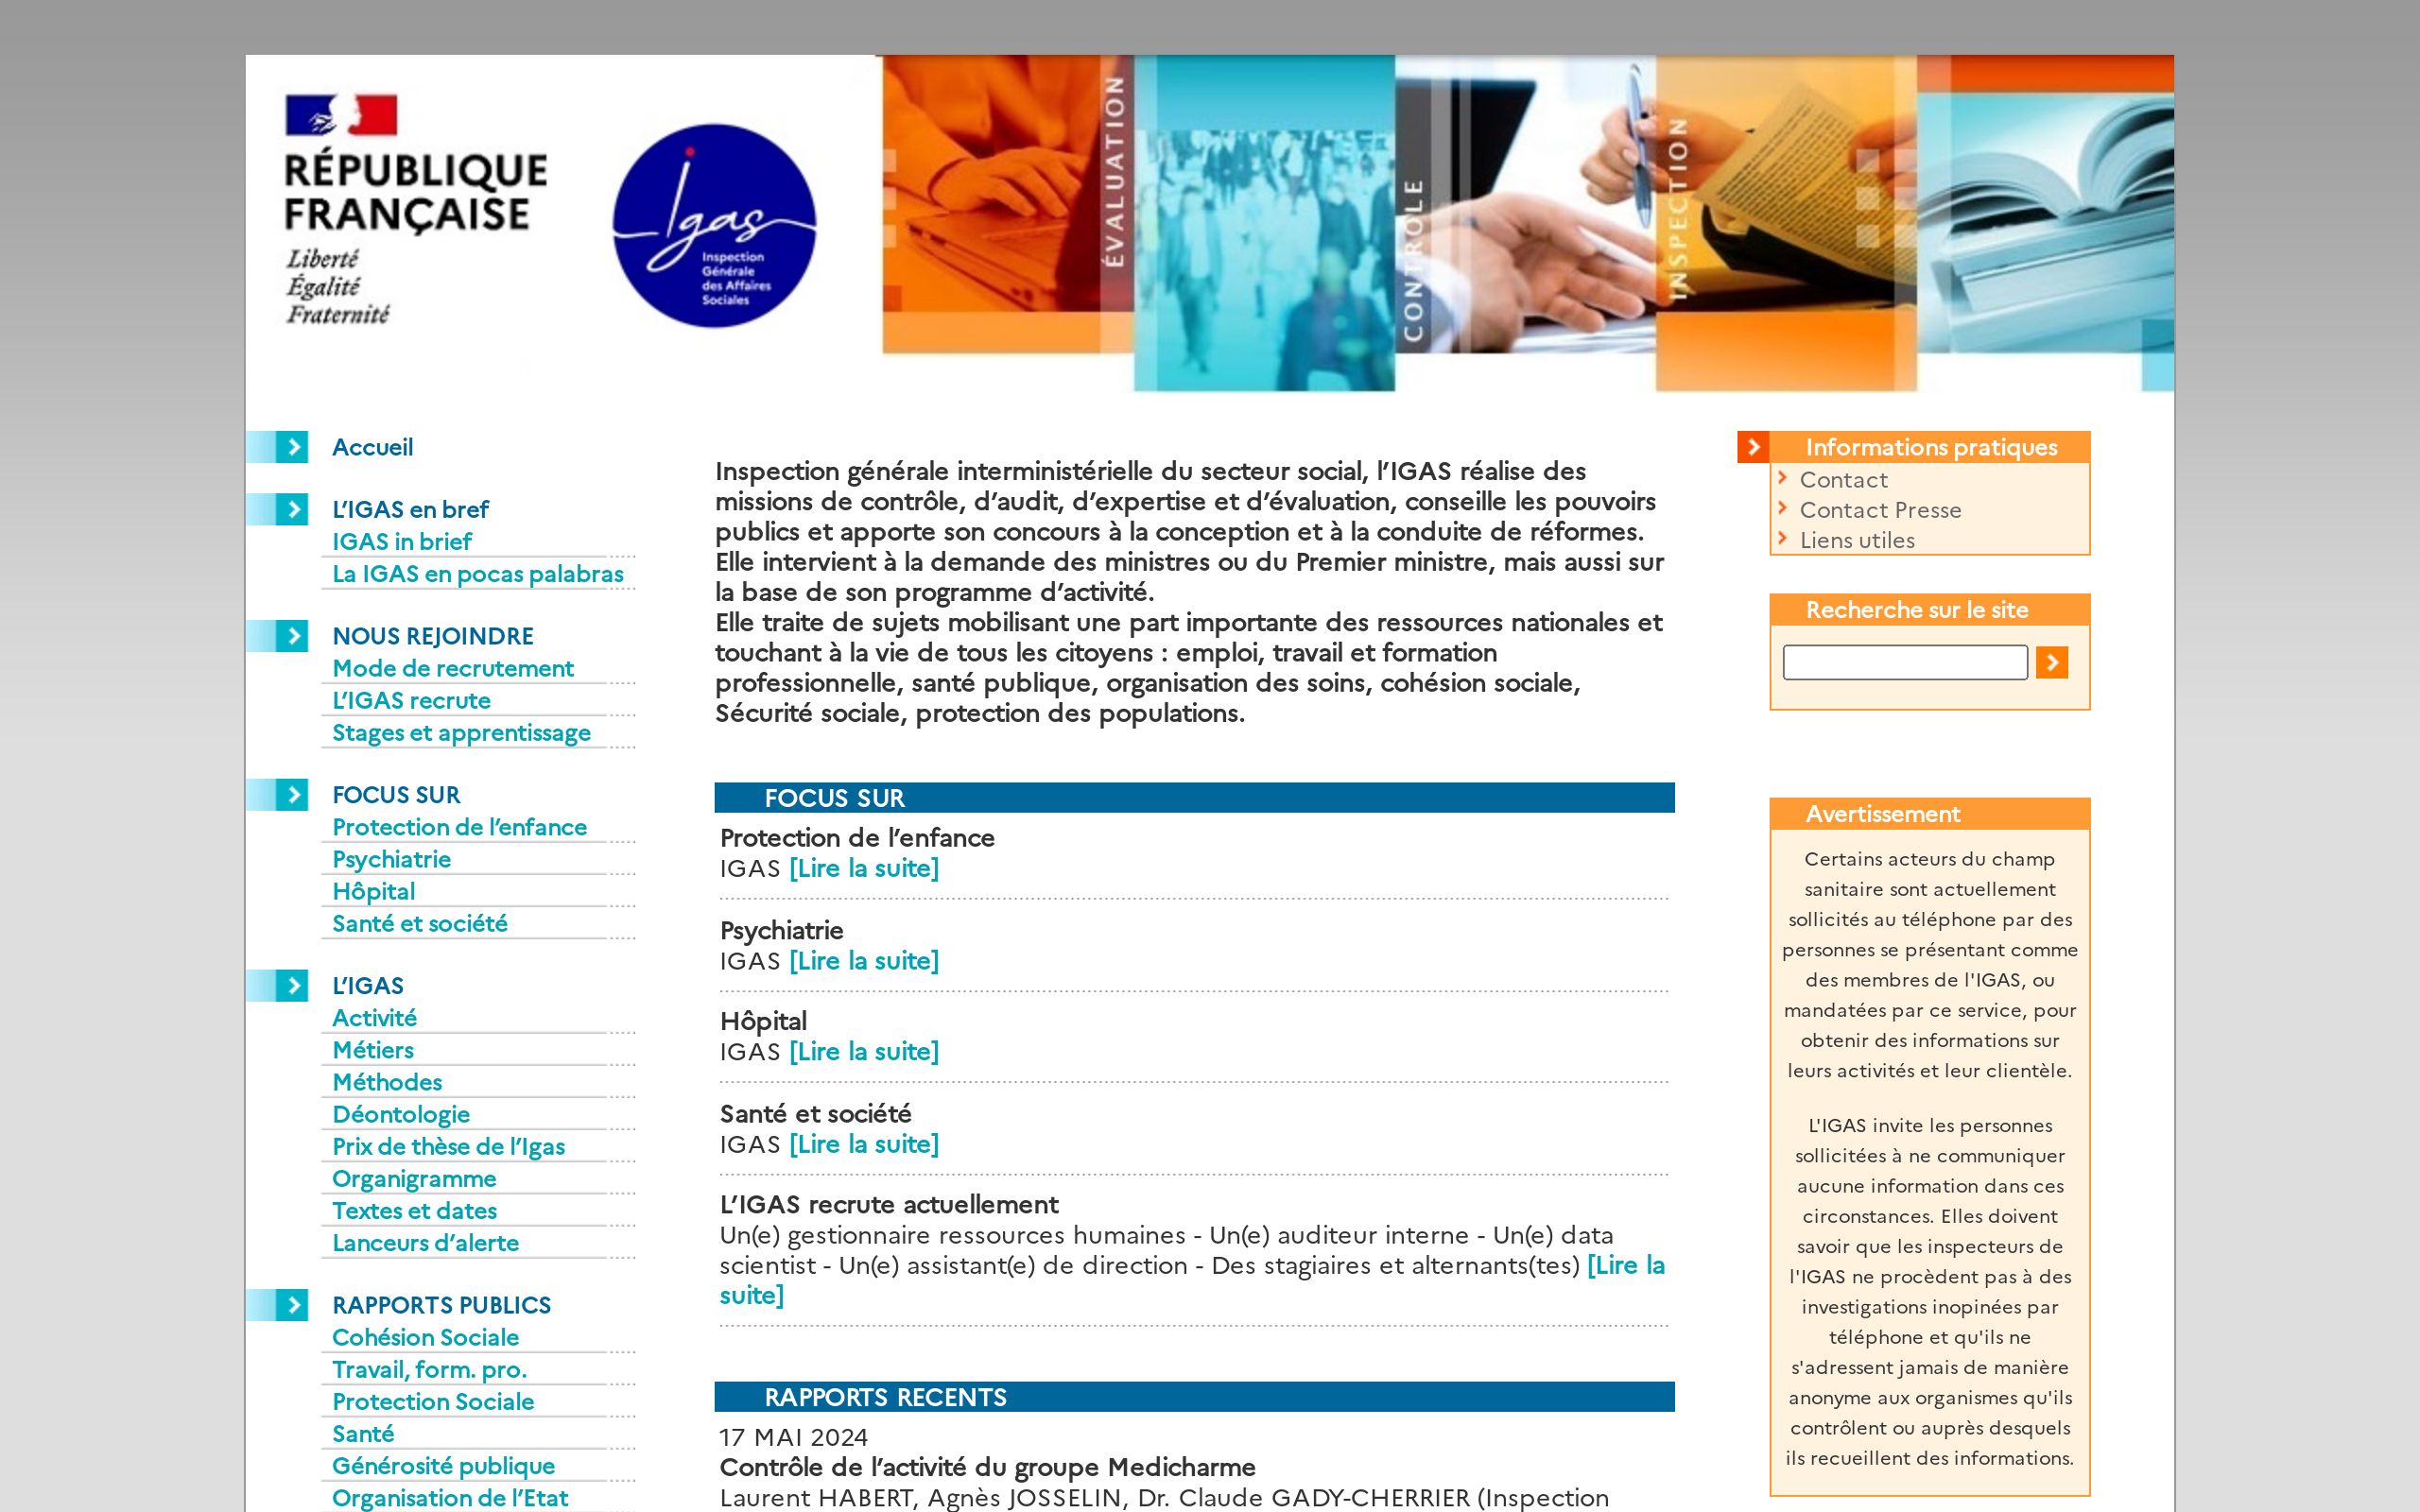 RÉPUBLIQUE
FRANÇAISE
Liberté
Égalité
Fraternité
Igas
Inspection
Générale
des Affaires
Sociales
ÉVALUATION
CONTRÔLE
INSPECTION
Accueil
L’IGAS en bref
IGAS in brief
La IGAS en pocas palabras
NOUS REJOINDRE
Mode de recrutement
L’IGAS recrute
Stages et apprentissage
FOCUS SUR
Protection de l’enfance
Psychiatrie
Hôpital
Santé et société
L’IGAS
Activité
Métiers
Méthodes
Déontologie
Prix de thèse de l’Igas
Organigramme
Textes et dates
Lanceurs d’alerte
RAPPORTS PUBLICS
Cohésion Sociale
Travail, form. pro.
Protection Sociale
Santé
Générosité publique
Organisation de l’Etat
Inspection générale interministérielle du secteur social, l’IGAS réalise des
missions de contrôle, d’audit, d’expertise et d’évaluation, conseille les pouvoirs
publics et apporte son concours à la conception et à la conduite de réformes.
Elle intervient à la demande des ministres ou du Premier ministre, mais aussi sur
la base de son programme d’activité.
Elle traite de sujets mobilisant une part importante des ressources nationales et
touchant à la vie de tous les citoyens : emploi, travail et formation
professionnelle, santé publique, organisation des soins, cohésion sociale,
Sécurité sociale, protection des populations.
FOCUS SUR
Protection de l’enfance
IGAS [Lire la suite]
Psychiatrie
IGAS [Lire la suite]
Hôpital
IGAS [Lire la suite]
Santé et société
IGAS [Lire la suite]
L’IGAS recrute actuellement
Un(e) gestionnaire ressources humaines - Un(e) auditeur interne - Un(e) data
scientist - Un(e) assistant(e) de direction - Des stagiaires et alternants(tes) [Lire la
suite]
RAPPORTS RECENTS
17 MAI 2024
Contrôle de l’activité du groupe Medicharme
Laurent HABERT, Agnès JOSSELIN, Dr. Claude GADY-CHERRIER (Inspection
Informations pratiques
Contact
Contact Presse
Liens utiles
Recherche sur le site
Avertissement
Certains acteurs du champ
sanitaire sont actuellement
sollicités au téléphone par des
personnes se présentant comme
des membres de l'IGAS, ou
mandatées par ce service, pour
obtenir des informations sur
leurs activités et leur clientèle.
L'IGAS invite les personnes
sollicitées à ne communiquer
aucune information dans ces
circonstances. Elles doivent
savoir que les inspecteurs de
l'IGAS ne procèdent pas à des
investigations inopinées par
téléphone et qu'ils ne
s'adressent jamais de manière
anonyme aux organismes qu'ils
contrôlent ou auprès desquels
ils recueillent des informations.